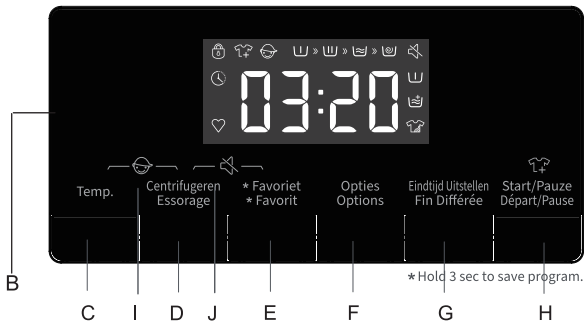 03:20
Temp.
Centrifugeren
Essorage
* Favoriet
* Favorit
Opties
Options
Eindtijd Uitstellen
Fin Différée
Start/Pauze
Départ/Pause
* Hold 3 sec to save program.
B
C I D J E F G H